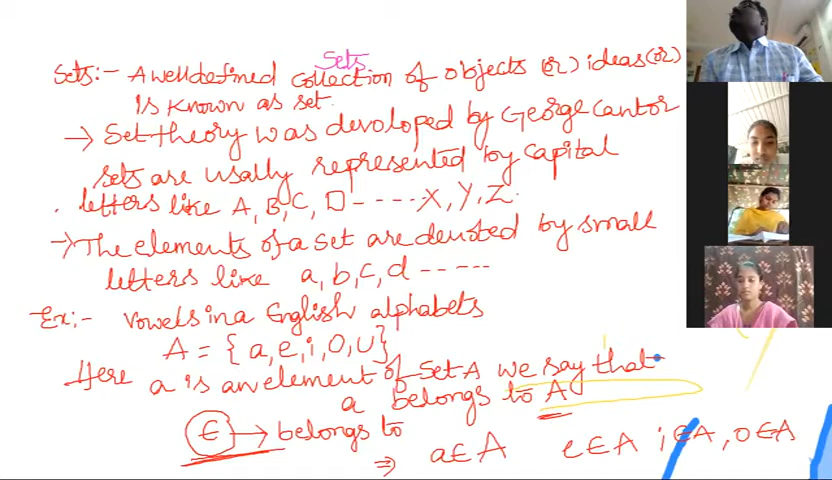 Sets
Sets:- A welldefined collection of objects (or) ideas (or)
is known as set.
→ Set theory was devoloped by George cantor
sets are usally represented by capital
letters like A, B, C, D ----- X, Y, Z.
→ The elements of a set are denoted by small
letters like a, b, c, d ------
Ex:- vowels in a English alphabets
A = { a, e, i, O, U}
Here a is an element of Set A we say that
a belongs to A
∈ → belongs to
⇒ a ∈ A e ∈ A i ∈ A , o ∈ A